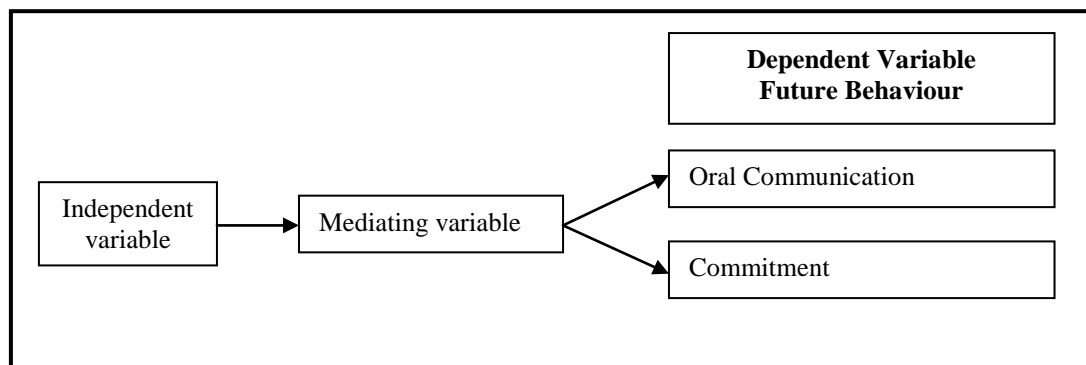 Dependent Variable
Future Behaviour
Oral Communication
Independent
variable
Mediating variable
Commitment